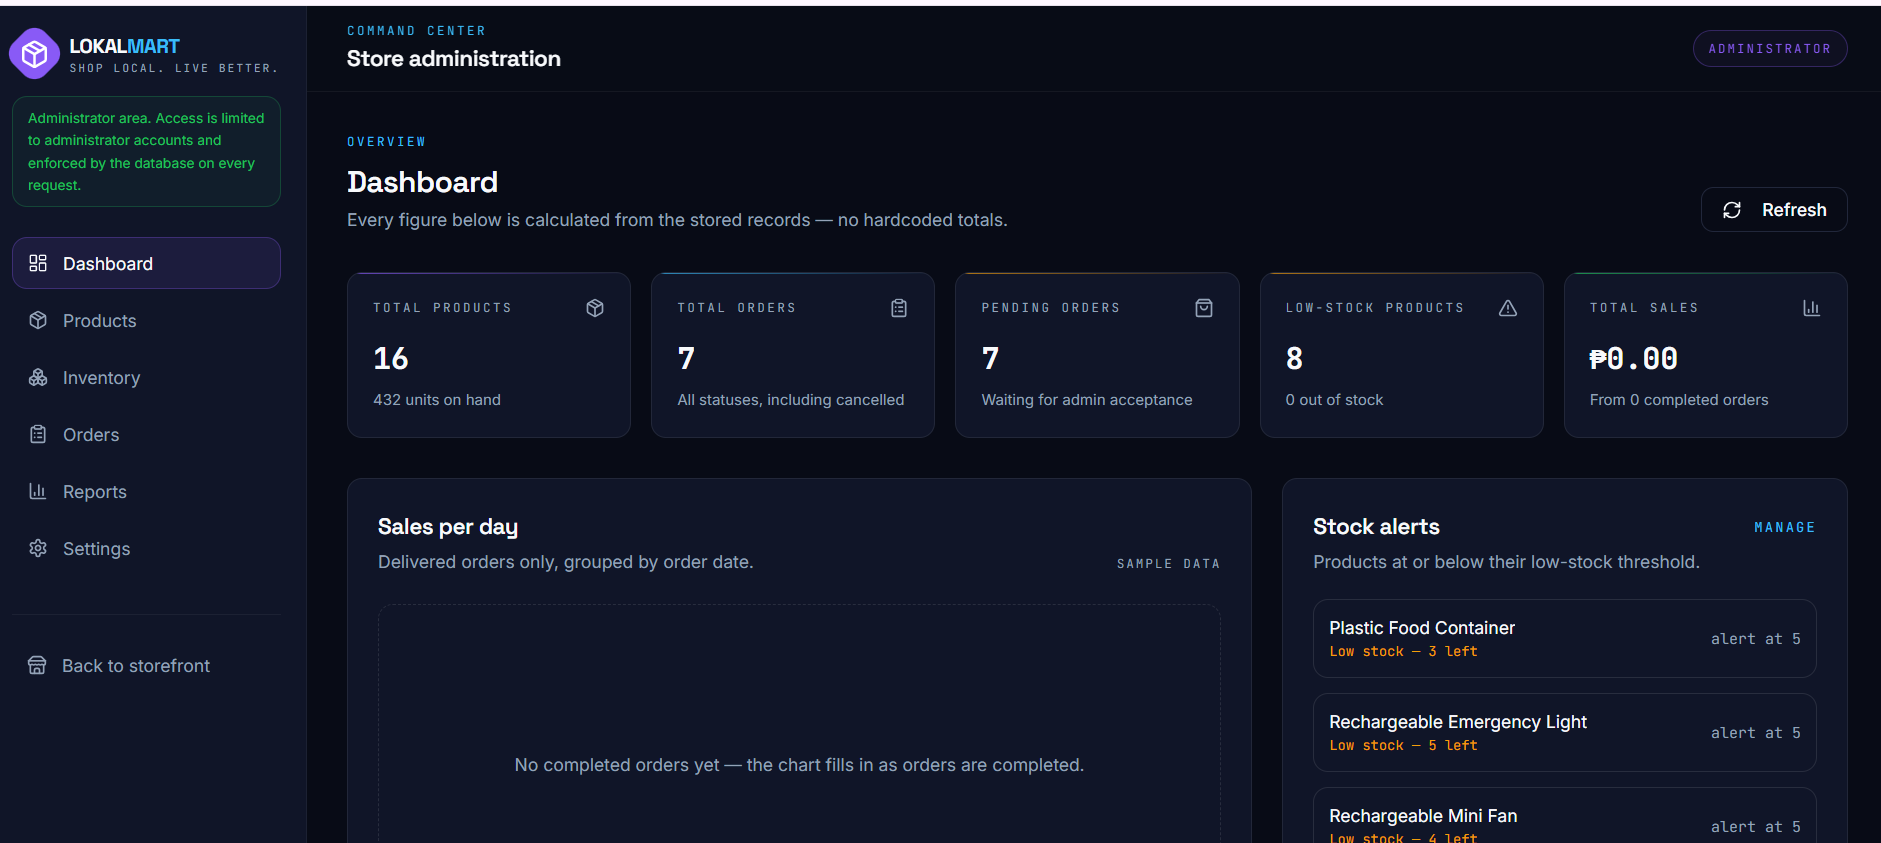 LOKALMART
SHOP LOCAL. LIVE BETTER.
Administrator area. Access is limited
to administrator accounts and
enforced by the database on every
request.
Dashboard
Products
Inventory
Orders
Reports
Settings
Back to storefront
COMMAND CENTER
Store administration
ADMINISTRATOR
OVERVIEW
Dashboard
Every figure below is calculated from the stored records — no hardcoded totals.
Refresh
TOTAL PRODUCTS
16
432 units on hand
TOTAL ORDERS
7
All statuses, including cancelled
PENDING ORDERS
7
Waiting for admin acceptance
LOW-STOCK PRODUCTS
8
0 out of stock
TOTAL SALES
₱0.00
From 0 completed orders
Sales per day
Delivered orders only, grouped by order date.
SAMPLE DATA
No completed orders yet — the chart fills in as orders are completed.
Stock alerts
MANAGE
Products at or below their low-stock threshold.
Plastic Food Container
Low stock — 3 left
alert at 5
Rechargeable Emergency Light
Low stock — 5 left
alert at 5
Rechargeable Mini Fan
Low stock — 4 left
alert at 5